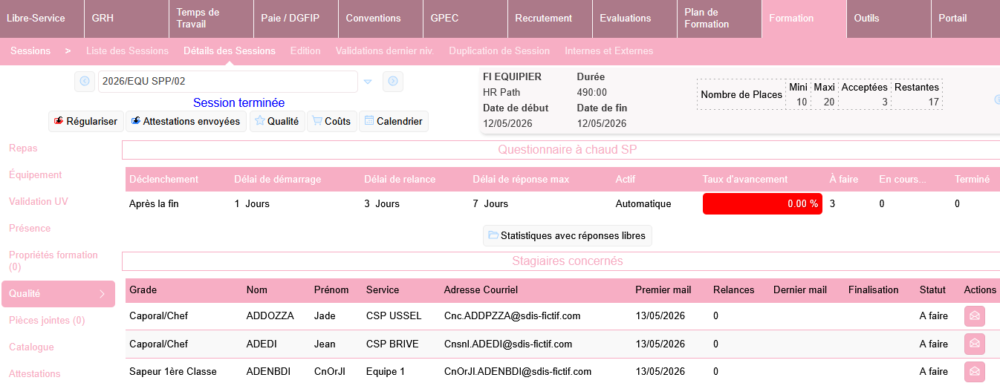 Libre-Service GRH Temps de Travail Paie / DGFIP Conventions GPEC Recrutement Evaluations Plan de Formation Formation Outils Portail
Sessions > Liste des Sessions Détails des Sessions Edition Validations dernier niv. Duplication de Session Internes et Externes
2026/EQU SPP/02
Session terminée
Régulariser Attestations envoyées Qualité Coûts Calendrier
FI EQUIPIER Durée
HR Path 490:00
Date de début Date de fin
12/05/2026 12/05/2026
Nombre de Places Mini Maxi Acceptées Restantes
10 20 3 17
Repas
Équipement
Validation UV
Présence
Propriétés formation
(0)
Qualité
Pièces jointes (0)
Catalogue
Attestations
Questionnaire à chaud SP
Déclenchement Délai de démarrage Délai de relance Délai de réponse max Actif Taux d'avancement À faire En cours... Terminé
Après la fin 1 Jours 3 Jours 7 Jours Automatique 0.00 % 3 0 0
Statistiques avec réponses libres
Stagiaires concernés
Grade Nom Prénom Service Adresse Courriel Premier mail Relances Dernier mail Finalisation Statut Actions
Caporal/Chef ADDOZZA Jade CSP USSEL Cnc.ADDPZZA@sdis-fictif.com 13/05/2026 0 A faire
Caporal/Chef ADEDI Jean CSP BRIVE Cnsnl.ADEDI@sdis-fictif.com 13/05/2026 0 A faire
Sapeur 1ère Classe ADENBDI CnOrJI Equipe 1 CnOrJI.ADENBDI@sdis-fictif.com 13/05/2026 0 A faire